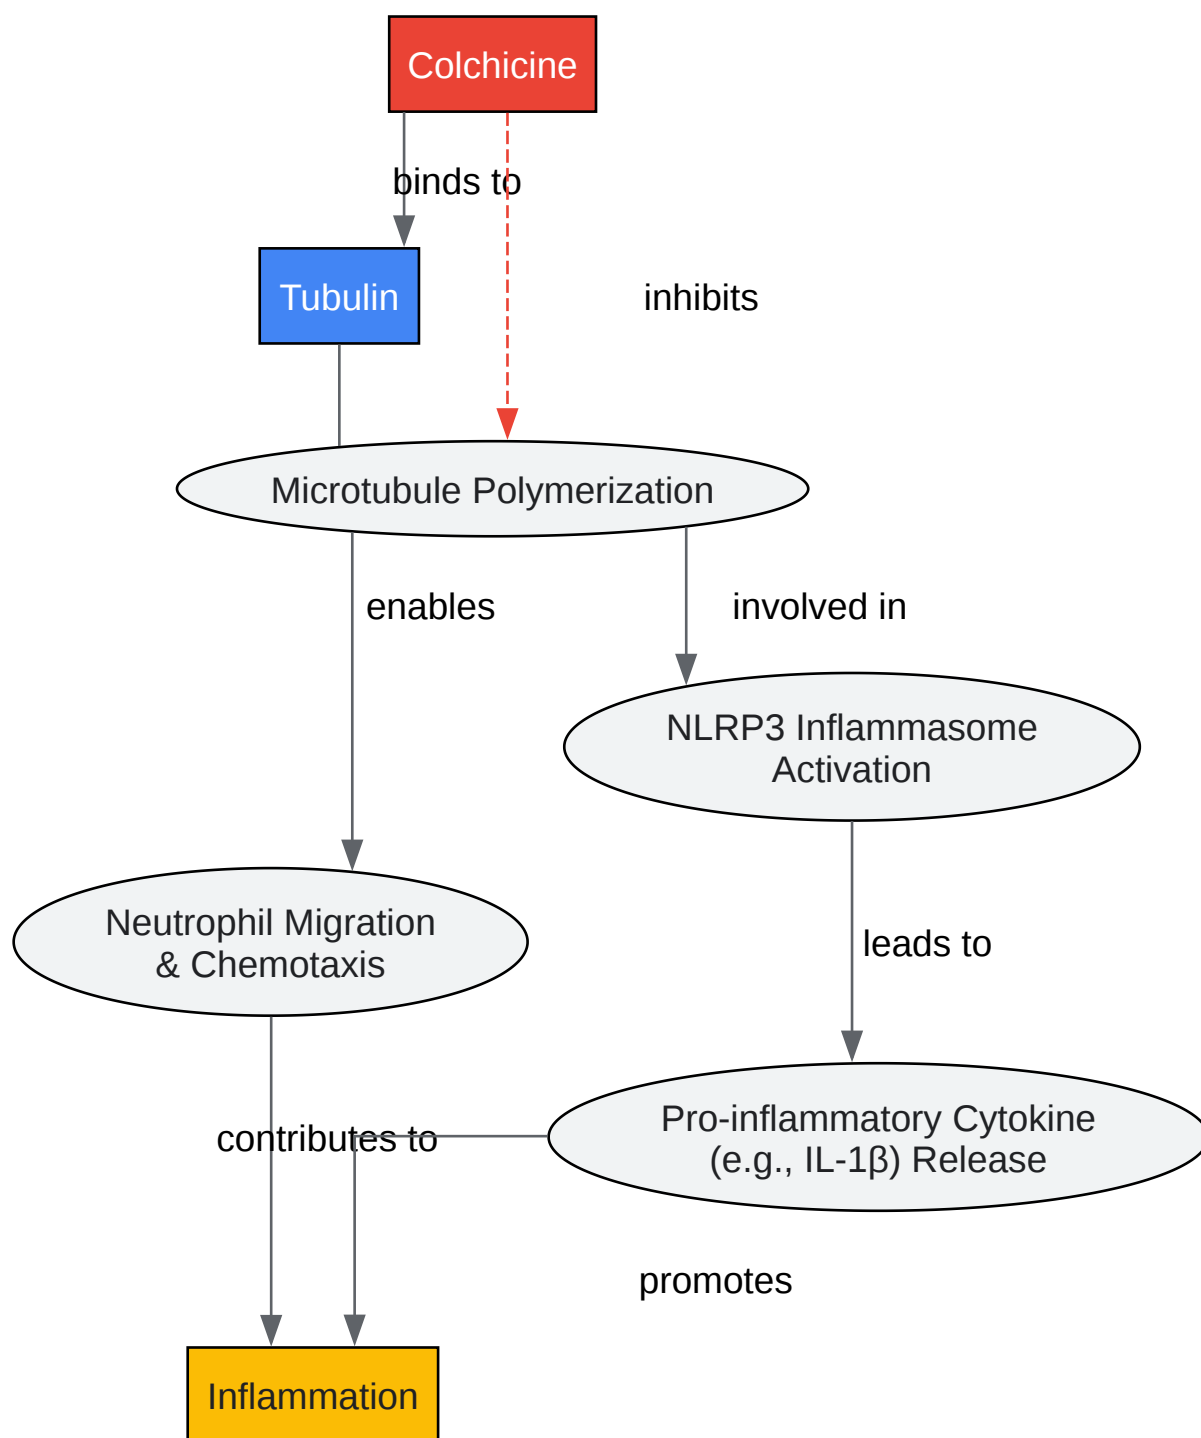 Colchicine
binds to
Tubulin
inhibits
Microtubule Polymerization
enables
involved in
NLRP3 Inflammasome
Activation
Neutrophil Migration
& Chemotaxis
leads to
contributes to
Pro-inflammatory Cytokine
(e.g., IL-1β) Release
promotes
Inflammation